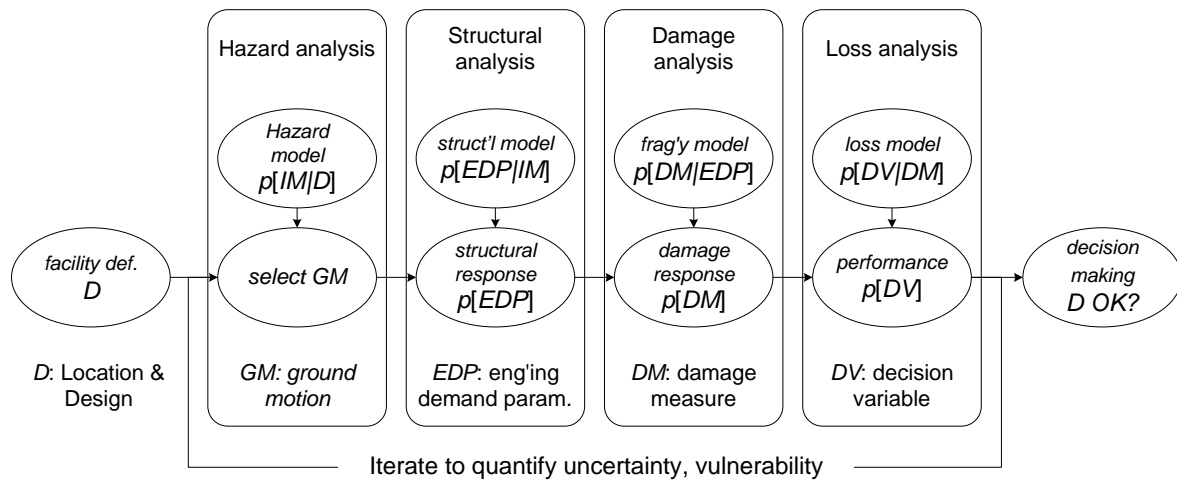 Hazard analysis
Structural
analysis
Damage
analysis
Loss analysis
Hazard
model
p[IM|D]
struct'l model
p[EDP|IM]
frag'y model
p[DM|EDP]
loss model
p[DV|DM]
facility def.
D
select GM
structural
response
p[EDP]
damage
response
p[DM]
performance
p[DV]
decision
making
D OK?
D: Location &
Design
GM: ground
motion
EDP: eng'ing
demand param.
DM: damage
measure
DV: decision
variable
Iterate to quantify uncertainty, vulnerability